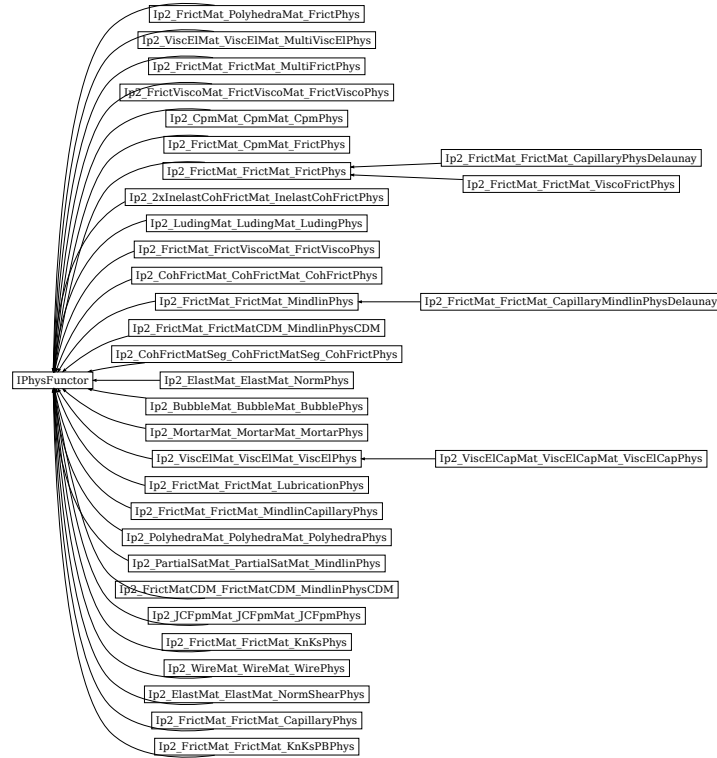 Ip2_FrictMat_PolyhedraMat_FrictPhys
Ip2_ViscElMat_ViscElMat_MultiViscElPhys
Ip2_FrictMat_FrictMat_MultiFrictPhys
Ip2_FrictViscoMat_FrictViscoMat_FrictViscoPhys
Ip2_CpmMat_CpmMat_CpmPhys
Ip2_FrictMat_CpmMat_FrictPhys
Ip2_FrictMat_FrictMat_CapillaryPhysDelaunay
Ip2_FrictMat_FrictMat_FrictPhys
Ip2_FrictMat_FrictMat_ViscoFrictPhys
Ip2_2xInelastCohFrictMat_InelastCohFrictPhys
Ip2_LudingMat_LudingMat_LudingPhys
Ip2_FrictMat_FrictViscoMat_FrictViscoPhys
Ip2_CohFrictMat_CohFrictMat_CohFrictPhys
Ip2_FrictMat_FrictMat_MindlinPhys
Ip2_FrictMat_FrictMat_CapillaryMindlinPhysDelaunay
Ip2_FrictMat_FrictMatCDM_MindlinPhysCDM
Ip2_CohFrictMatSeg_CohFrictMatSeg_CohFrictPhys
IPhysFunctor
Ip2_ElastMat_ElastMat_NormPhys
Ip2_BubbleMat_BubbleMat_BubblePhys
Ip2_MortarMat_MortarMat_MortarPhys
Ip2_ViscElMat_ViscElMat_ViscElPhys
Ip2_ViscElCapMat_ViscElCapMat_ViscElCapPhys
Ip2_FrictMat_FrictMat_LubricationPhys
Ip2_FrictMat_FrictMat_MindlinCapillaryPhys
Ip2_PolyhedraMat_PolyhedraMat_PolyhedraPhys
Ip2_PartialSatMat_PartialSatMat_MindlinPhys
Ip2_FrictMatCDM_FrictMatCDM_MindlinPhysCDM
Ip2_JCFpmMat_JCFpmMat_JCFpmPhys
Ip2_FrictMat_FrictMat_KnKsPhys
Ip2_WireMat_WireMat_WirePhys
Ip2_ElastMat_ElastMat_NormShearPhys
Ip2_FrictMat_FrictMat_CapillaryPhys
Ip2_FrictMat_FrictMat_KnKsPBPhys